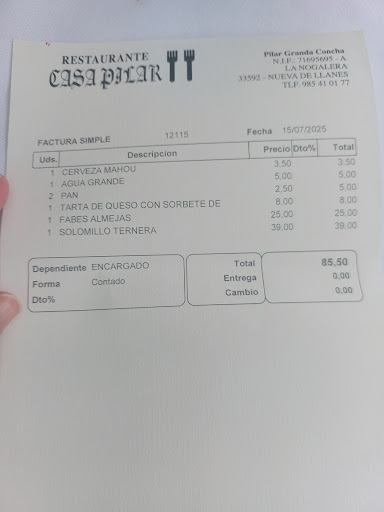 RESTAURANTE
CASA PILAR
Pilar Granda Concha
N.I.F.: 71695695 - A
LA NOGALERA
33592 - NUEVA DE LLANES
TLF. 985 41 01 77
FACTURA SIMPLE 12115 Fecha 15/07/2025
Uds. Descripcion Precio Dto% Total
1 CERVEZA MAHOU 3,50 3,50
1 AGUA GRANDE 5,00 5,00
2 PAN 2,50 5,00
1 TARTA DE QUESO CON SORBETE DE 8,00 8,00
1 FABES ALMEJAS 25,00 25,00
1 SOLOMILLO TERNERA 39,00 39,00
Dependiente ENCARGADO
Forma Contado
Dto%
Total 85,50
Entrega 0,00
Cambio 0,00